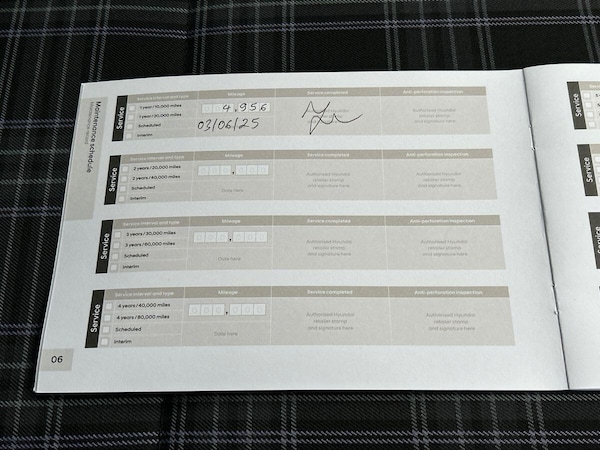 Maintenance schedule
Maintenance record
Service
Service interval and type
Mileage
Service completed
Anti-perforation inspection
1 year/10,000 miles
1 year/20,000 miles
Scheduled
Interim
4,956
03/06/25
Authorised Hyundai
retailer stamp
and signature here
Service
Service interval and type
Mileage
Service completed
Anti-perforation inspection
2 years/20,000 miles
2 years/40,000 miles
Scheduled
Interim
000,000
Date here
Authorised Hyundai
retailer stamp
and signature here
Authorised Hyundai
retailer stamp
and signature here
Service
Service interval and type
Mileage
Service completed
Anti-perforation inspection
3 years/30,000 miles
3 years/60,000 miles
Scheduled
Interim
000,000
Date here
Authorised Hyundai
retailer stamp
and signature here
Authorised Hyundai
retailer stamp
and signature here
Service
Service interval and type
Mileage
Service completed
Anti-perforation inspection
4 years/40,000 miles
4 years/80,000 miles
Scheduled
Interim
000,000
Date here
Authorised Hyundai
retailer stamp
and signature here
Authorised Hyundai
retailer stamp
and signature here
06